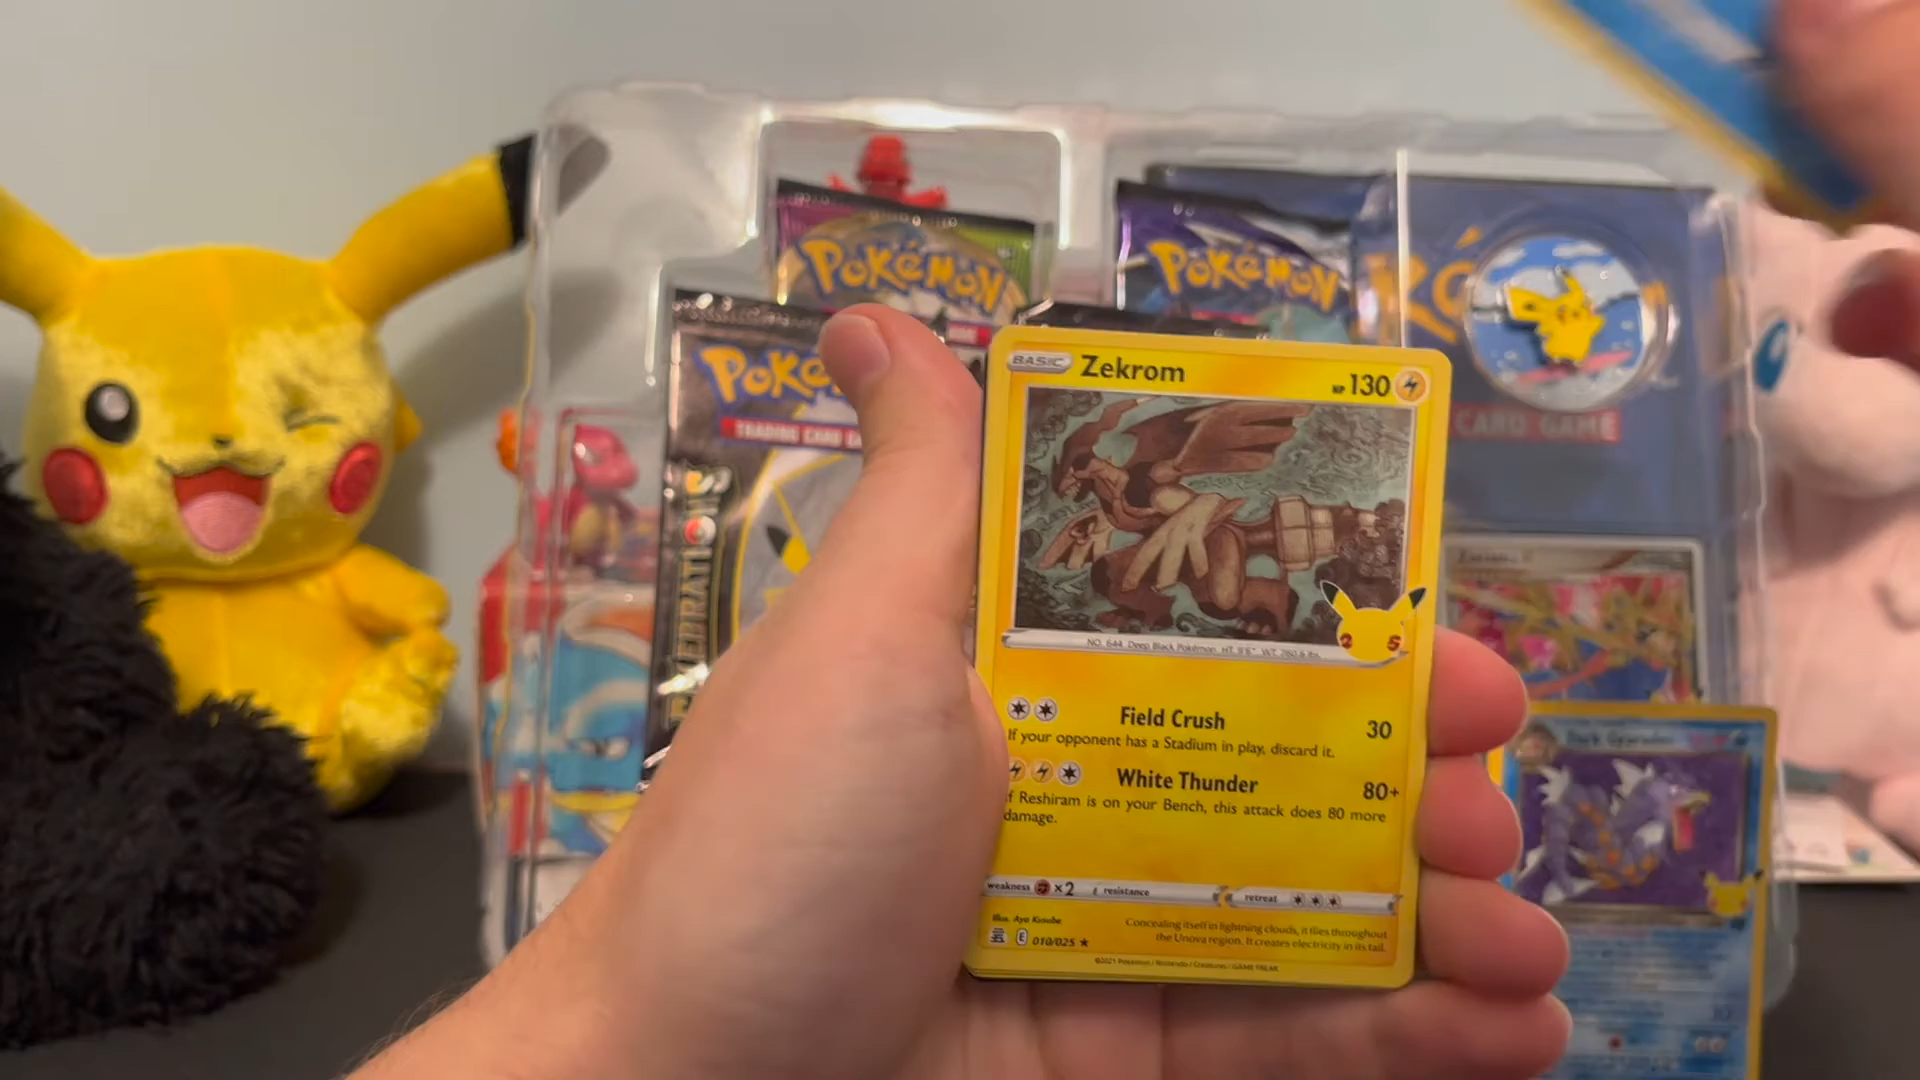 POKéMON
POKéMON
POKé
TRADING CARD GA
CARD GAME
BASIC Zekrom HP 130
25
NO. 644 Deep Black Pokémon HT. 9'6" WT. 760.6 lbs.
Field Crush 30
If your opponent has a Stadium in play, discard it.
White Thunder 80+
f Reshiram is on your Bench, this attack does 80 more
damage.
weakness ×2 resistance retreat
Illus. Aya Kusube
E 010/025 ★
Concealing itself in lightning clouds, it flies throughout
the Unova region. It creates electricity in its tail.
©2021 Pokémon / Nintendo / Creatures / GAME FREAK
Dark Gyarados